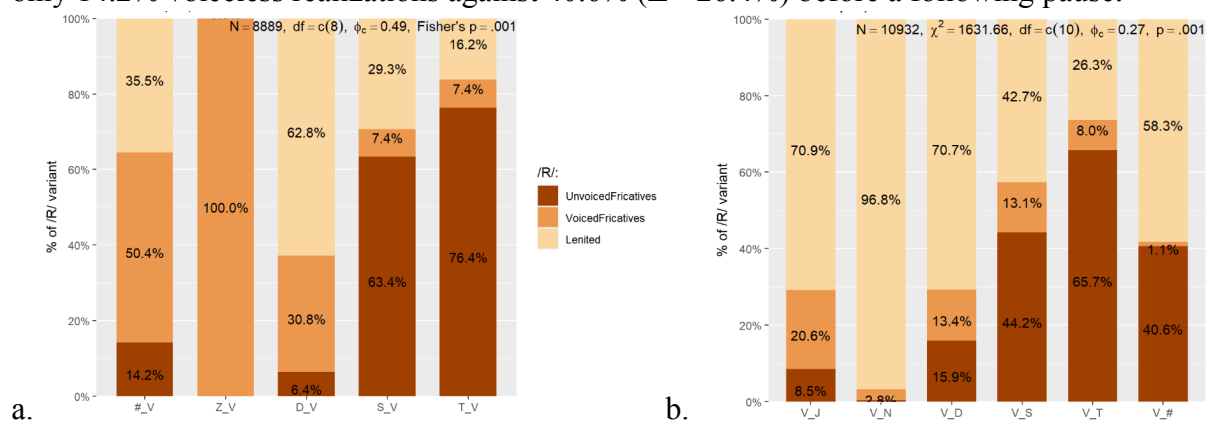 only 14.2% voiceless realizations against 40.6% (Δ = 26.4%) before a following pause.
N = 8889, df = c(8), ϕc = 0.49, Fisher's p = .001
% of /R/ variant
100%
80%
60%
40%
20%
0%
35.5%
50.4%
14.2%
100.0%
62.8%
30.8%
6.4%
29.3%
7.4%
63.4%
16.2%
7.4%
76.4%
#_V
Z_V
D_V
S_V
T_V
a.
/R/:
UnvoicedFricatives
VoicedFricatives
Lenited
N = 10932, χ² = 1631.66, df = c(10), ϕc = 0.27, p = .001
% of /R/ variant
100%
80%
60%
40%
20%
0%
70.9%
20.6%
8.5%
96.8%
2.8%
70.7%
13.4%
15.9%
42.7%
13.1%
44.2%
26.3%
8.0%
65.7%
58.3%
1.1%
40.6%
V_J
V_N
V_D
V_S
V_T
V_#
b.